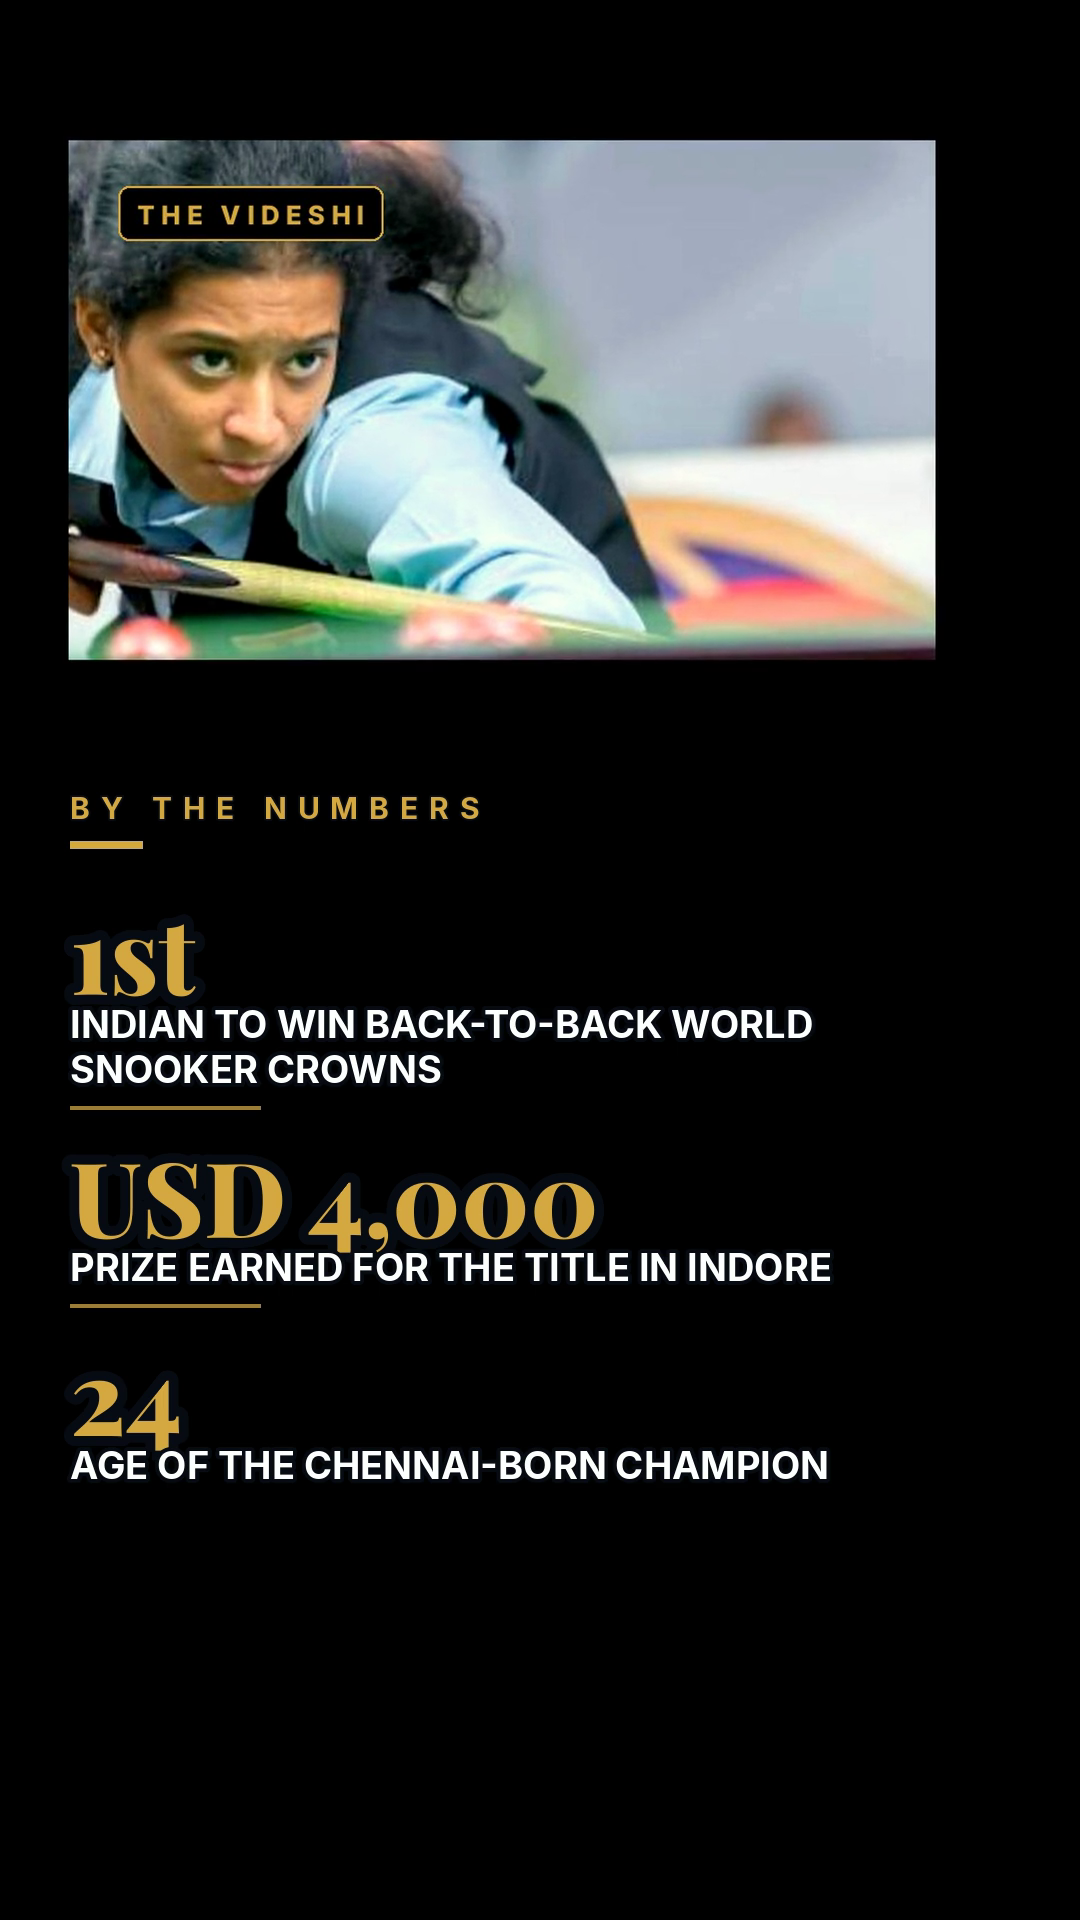 THE VIDESHI
BY THE NUMBERS
1st
INDIAN TO WIN BACK-TO-BACK WORLD
SNOOKER CROWNS
USD 4,000
PRIZE EARNED FOR THE TITLE IN INDORE
24
AGE OF THE CHENNAI-BORN CHAMPION